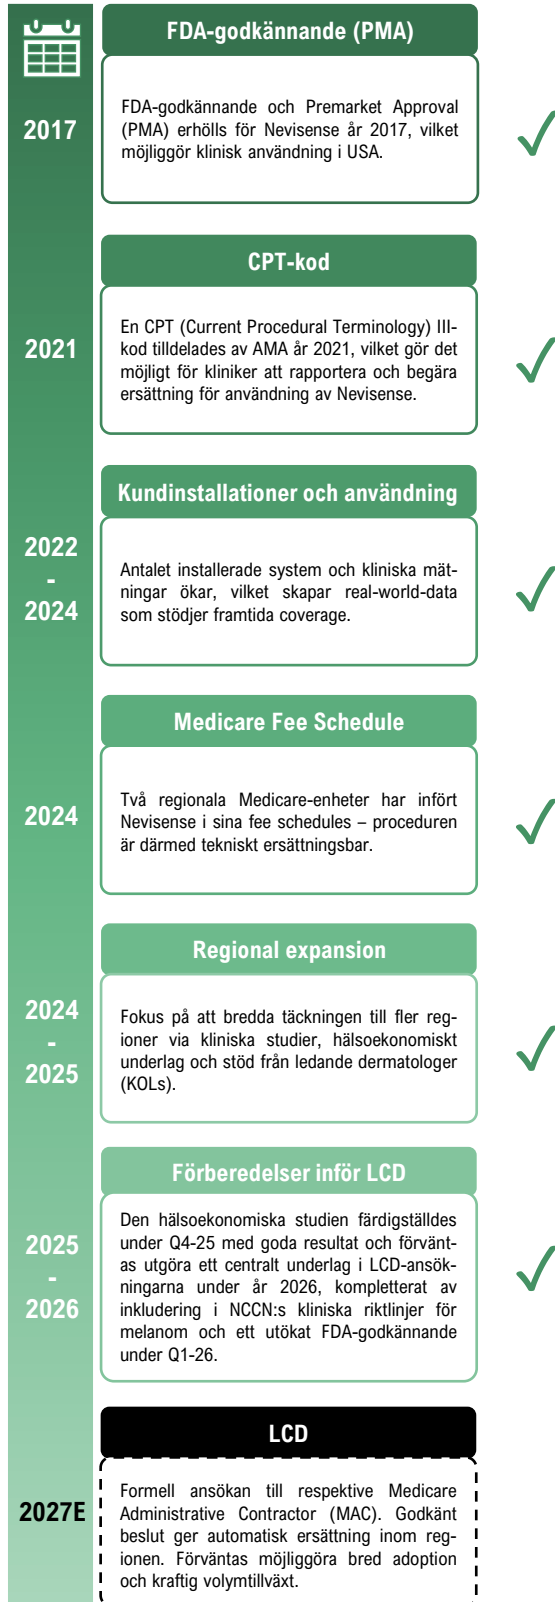 FDA-godkännande (PMA)
2017
FDA-godkännande och Premarket Approval
(PMA) erhölls för Nevisense år 2017, vilket
möjliggör klinisk användning i USA.
CPT-kod
2021
En CPT (Current Procedural Terminology) III-
kod tilldelades av AMA år 2021, vilket gör det
möjligt för kliniker att rapportera och begära
ersättning för användning av Nevisense.
Kundinstallationer och användning
2022
-
2024
Antalet installerade system och kliniska mät-
ningar ökar, vilket skapar real-world-data
som stödjer framtida coverage.
Medicare Fee Schedule
2024
Två regionala Medicare-enheter har infört
Nevisense i sina fee schedules – proceduren
är därmed tekniskt ersättningsbar.
Regional expansion
2024
-
2025
Fokus på att bredda täckningen till fler reg-
ioner via kliniska studier, hälsoekonomiskt
underlag och stöd från ledande dermatologer
(KOLs).
Förberedelser inför LCD
2025
-
2026
Den hälsoekonomiska studien färdigställdes
under Q4-25 med goda resultat och förvänt-
as utgöra ett centralt underlag i LCD-ansök-
ningarna under år 2026, kompletterat av
inkludering i NCCN:s kliniska riktlinjer för
melanom och ett utökat FDA-godkännande
under Q1-26.
LCD
2027E
Formell ansökan till respektive Medicare
Administrative Contractor (MAC). Godkänt
beslut ger automatisk ersättning inom reg-
ionen. Förväntas möjliggöra bred adoption
och kraftig volymtillväxt.